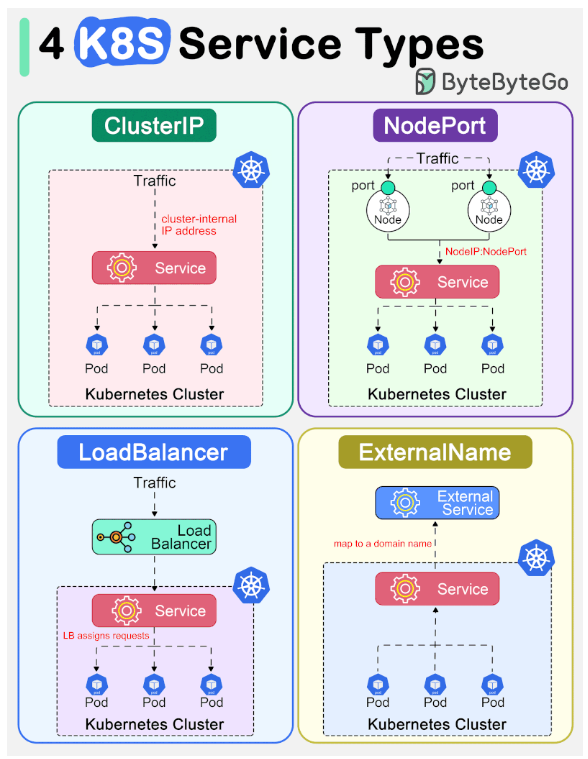 4 K8S Service Types
ByteByteGo
ClusterIP
Traffic
cluster-internal
IP address
Service
Pod Pod Pod
Kubernetes Cluster
NodePort
Traffic
port port
Node Node
NodeIP:NodePort
Service
Pod Pod Pod
Kubernetes Cluster
LoadBalancer
Traffic
Load
Balancer
Service
LB assigns requests
Pod Pod Pod
Kubernetes Cluster
ExternalName
External
Service
map to a domain name
Service
Pod Pod Pod
Kubernetes Cluster